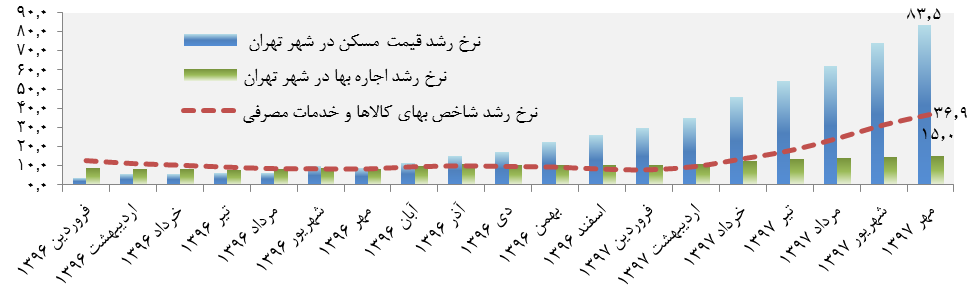 ۹۰٫۰
۸۰٫۰
۷۰٫۰
۶۰٫۰
۵۰٫۰
۴۰٫۰
۳۰٫۰
۲۰٫۰
۱۰٫۰
۰٫۰
نرخ رشد قیمت مسکن در شهر تهران
نرخ رشد اجاره بها در شهر تهران
نرخ رشد شاخص بهای کالاها و خدمات مصرفی
۸۳٫۵
۳۶٫۹
۱۵٫۰
فروردین ۱۳۹۶
اردیبهشت ۱۳۹۶
خرداد ۱۳۹۶
تیر ۱۳۹۶
مرداد ۱۳۹۶
شهریور ۱۳۹۶
مهر ۱۳۹۶
آبان ۱۳۹۶
آذر ۱۳۹۶
دی ۱۳۹۶
بهمن ۱۳۹۶
اسفند ۱۳۹۶
فروردین ۱۳۹۷
اردیبهشت ۱۳۹۷
خرداد ۱۳۹۷
تیر ۱۳۹۷
مرداد ۱۳۹۷
شهریور ۱۳۹۷
مهر ۱۳۹۷